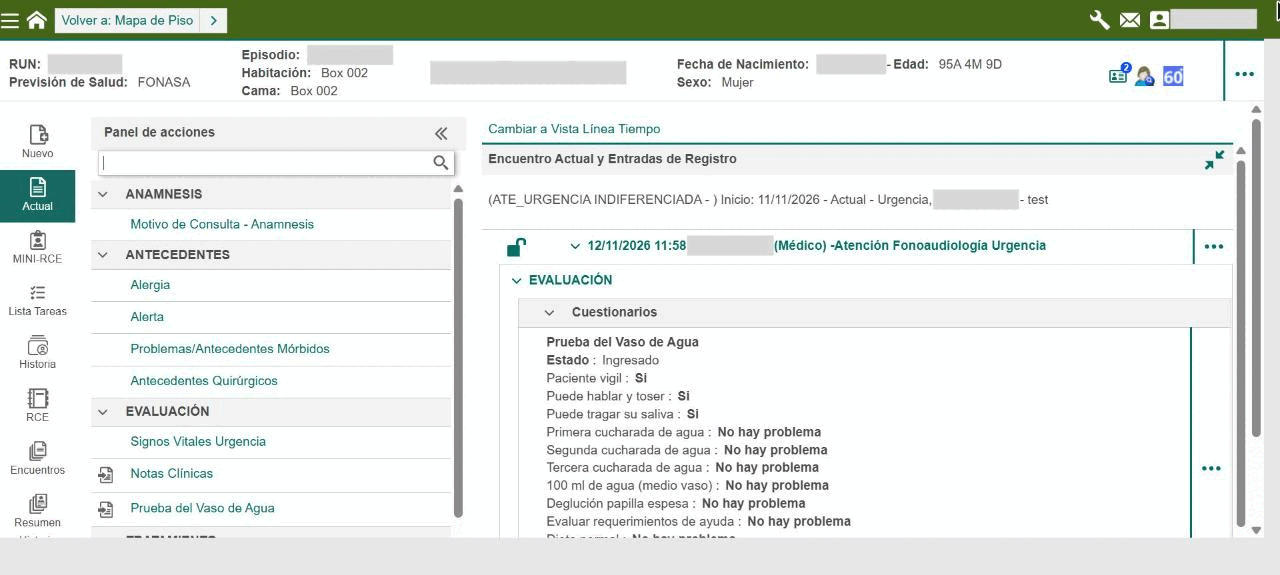 Volver a: Mapa de Piso
RUN:
Previsión de Salud: FONASA
Episodio:
Habitación: Box 002
Cama: Box 002
Fecha de Nacimiento: - Edad: 95A 4M 9D
Sexo: Mujer
2
60
Nuevo
Actual
MINI-RCE
Lista Tareas
Historia
RCE
Encuentros
Resumen
Panel de acciones
ANAMNESIS
Motivo de Consulta - Anamnesis
ANTECEDENTES
Alergia
Alerta
Problemas/Antecedentes Mórbidos
Antecedentes Quirúrgicos
EVALUACIÓN
Signos Vitales Urgencia
Notas Clínicas
Prueba del Vaso de Agua
TRATAMIENTO
Cambiar a Vista Línea Tiempo
Encuentro Actual y Entradas de Registro
(ATE_URGENCIA INDIFERENCIADA - ) Inicio: 11/11/2026 - Actual - Urgencia, - test
12/11/2026 11:58 (Médico) -Atención Fonoaudiología Urgencia
EVALUACIÓN
Cuestionarios
Prueba del Vaso de Agua
Estado : Ingresado
Paciente vigil : Si
Puede hablar y toser : Si
Puede tragar su saliva : Si
Primera cucharada de agua : No hay problema
Segunda cucharada de agua : No hay problema
Tercera cucharada de agua : No hay problema
100 ml de agua (medio vaso) : No hay problema
Deglución papilla espesa : No hay problema
Evaluar requerimientos de ayuda : No hay problema
Dieta normal : No hay problema